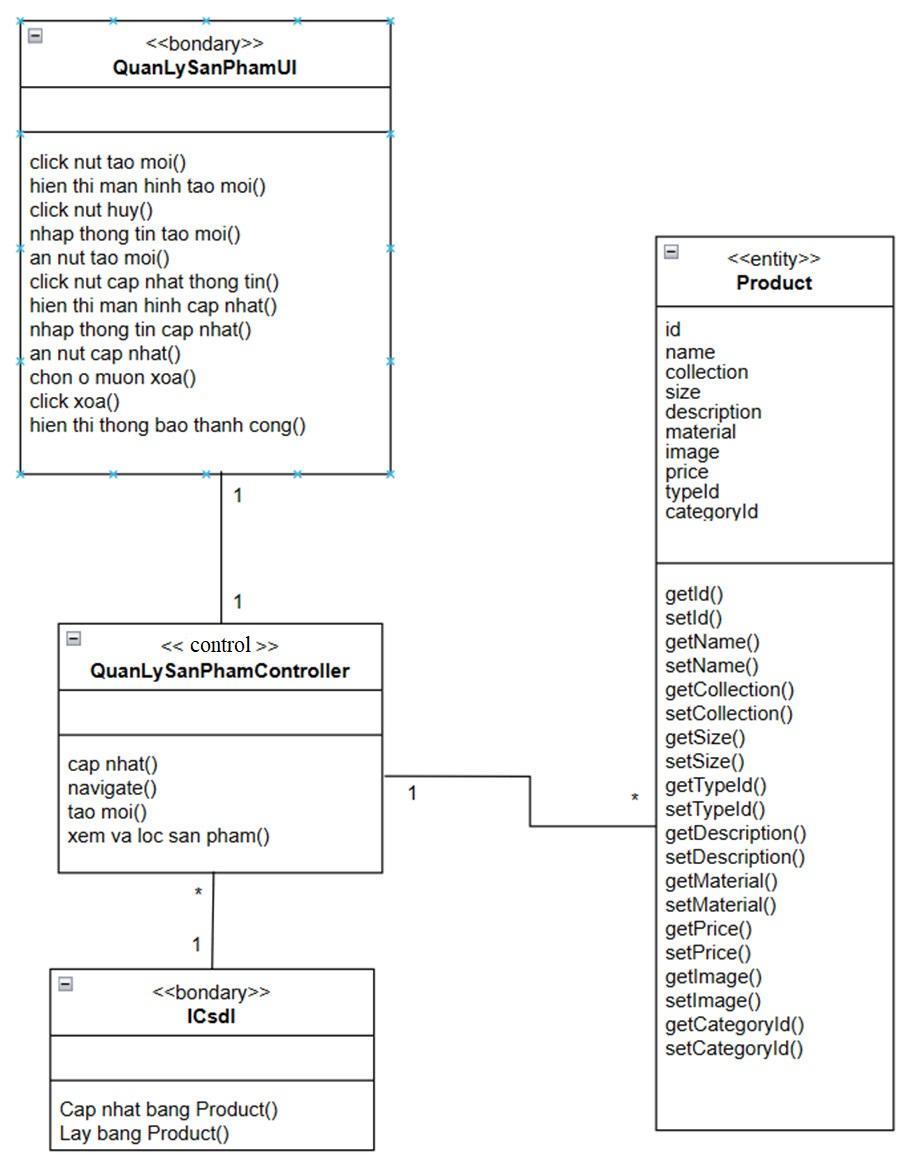 <<bondary>>
QuanLySanPhamUI
click nut tao moi()
hien thi man hinh tao moi()
click nut huy()
nhap thong tin tao moi()
an nut tao moi()
click nut cap nhat thong tin()
hien thi man hinh cap nhat()
nhap thong tin cap nhat()
an nut cap nhat()
chon o muon xoa()
click xoa()
hien thi thong bao thanh cong()
1
1
<< control >>
QuanLySanPhamController
cap nhat()
navigate()
tao moi()
xem va loc san pham()
1
*
*
1
<<bondary>>
ICsdl
Cap nhat bang Product()
Lay bang Product()
<<entity>>
Product
id
name
collection
size
description
material
image
price
typeId
categoryId
getId()
setId()
getName()
setName()
getCollection()
setCollection()
getSize()
setSize()
getTypeId()
setTypeId()
getDescription()
setDescription()
getMaterial()
setMaterial()
getPrice()
setPrice()
getImage()
setImage()
getCategoryId()
setCategoryId()